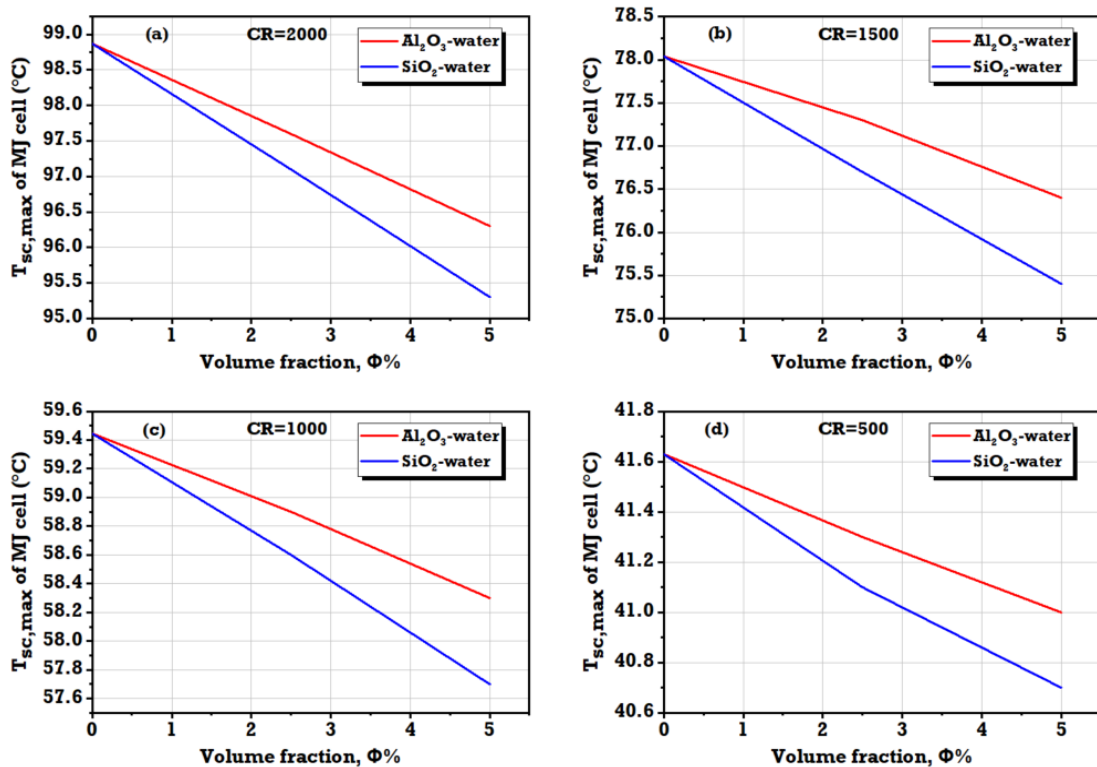 (a) CR=2000
Al₂O₃-water
SiO₂-water
99.0
98.5
98.0
97.5
97.0
96.5
96.0
95.5
95.0
T_sc,max of MJ cell (°C)
0 1 2 3 4 5
Volume fraction, Φ%
(b) CR=1500
Al₂O₃-water
SiO₂-water
78.5
78.0
77.5
77.0
76.5
76.0
75.5
75.0
T_sc,max of MJ cell (°C)
0 1 2 3 4 5
Volume fraction, Φ%
(c) CR=1000
Al₂O₃-water
SiO₂-water
59.6
59.4
59.2
59.0
58.8
58.6
58.4
58.2
58.0
57.8
57.6
T_sc,max of MJ cell (°C)
0 1 2 3 4 5
Volume fraction, Φ%
(d) CR=500
Al₂O₃-water
SiO₂-water
41.8
41.6
41.4
41.2
41.0
40.8
40.6
T_sc,max of MJ cell (°C)
0 1 2 3 4 5
Volume fraction, Φ%